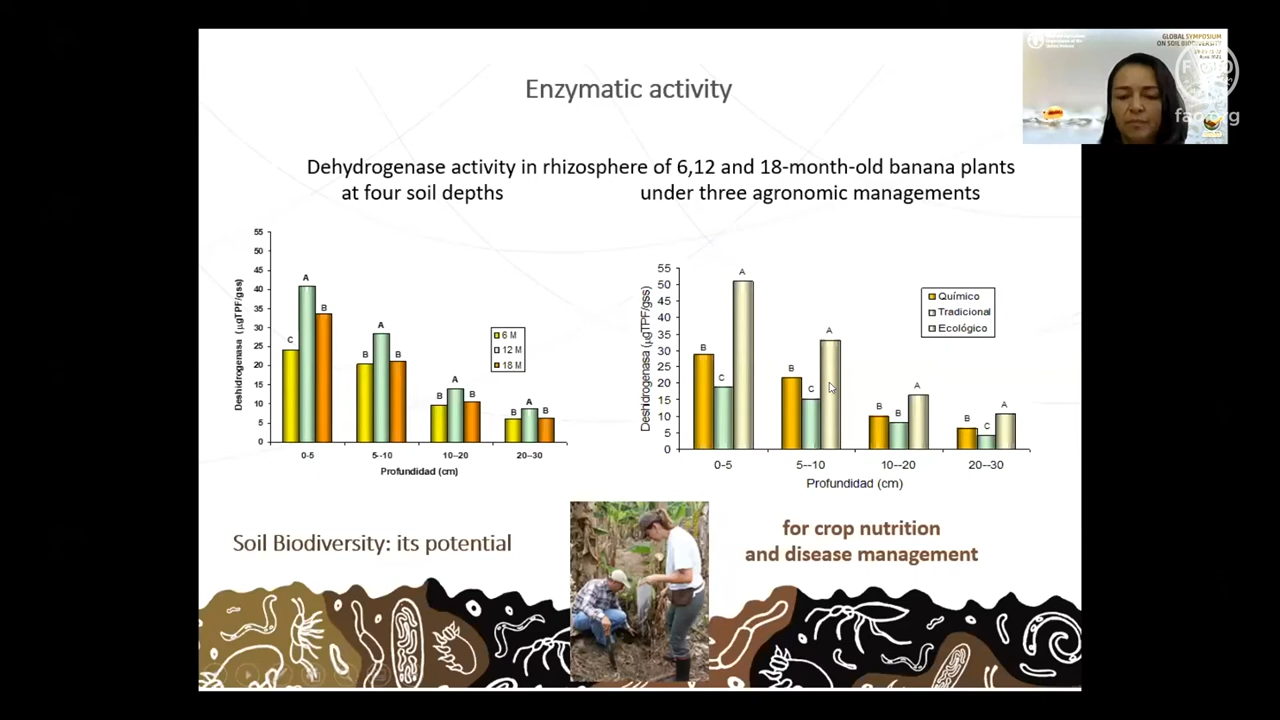 GLOBAL SYMPOSIUM
ON SOIL BIODIVERSITY
FAO
fao.org
Enzymatic activity
Dehydrogenase activity in rhizosphere of 6,12 and 18-month-old banana plants
at four soil depths
under three agronomic managements
Deshidrogenasa (µgTPF/gss)
55
50
45
40
35
30
25
20
15
10
5
0
C A B
B A B
B A B
B A B
6 M
12 M
18 M
0-5 5--10 10--20 20--30
Profundidad (cm)
Deshidrogenasa (µgTPF/gss)
55
50
45
40
35
30
25
20
15
10
5
0
B C A
B C A
B B A
B C A
Químico
Tradicional
Ecológico
0-5 5--10 10--20 20--30
Profundidad (cm)
Soil Biodiversity: its potential
for crop nutrition
and disease management